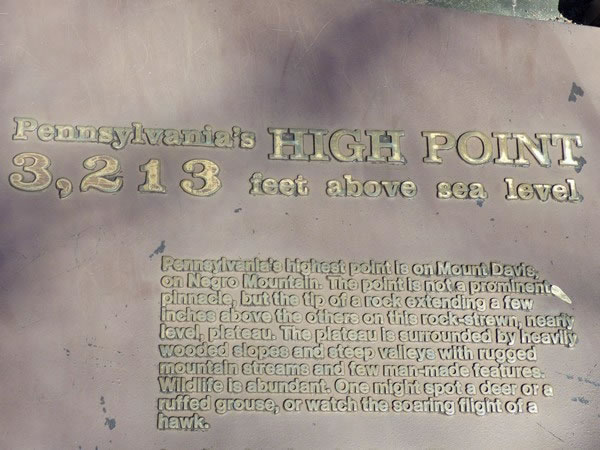 Pennsylvania's HIGH POINT
3,213 feet above sea level
Pennsylvania's highest point is on Mount Davis,
on Negro Mountain. The point is not a prominent
pinnacle, but the tip of a rock extending a few
inches above the others on this rock-strewn, nearly
level, plateau. The plateau is surrounded by heavily
wooded slopes and steep valleys with rugged
mountain streams and few man-made features.
Wildlife is abundant. One might spot a deer or a
ruffed grouse, or watch the soaring flight of a
hawk.